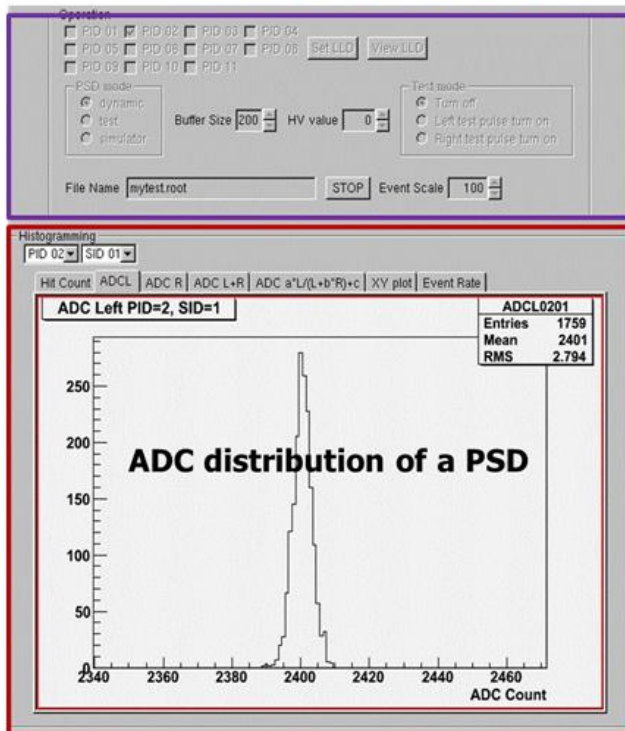 Operation
PID 01 PID 02 PID 03 PID 04
PID 05 PID 06 PID 07 PID 08 Set LLD View LLD
PID 09 PID 10 PID 11
PSD mode
dynamic
test
simulator
Buffer Size 200 HV value 0
Test mode
Turn off
Left test pulse turn on
Right test pulse turn on
File Name mytest.root STOP Event Scale 100
Histogramming
PID 02 SID 01
Hit Count ADCL ADC R ADC L+R ADC a*L/(L+b*R)+c XY plot Event Rate
ADC Left PID=2, SID=1
ADCL0201
Entries 1759
Mean 2401
RMS 2.794
250
200
ADC distribution of a PSD
150
100
50
0
2340 2360 2380 2400 2420 2440 2460
ADC Count